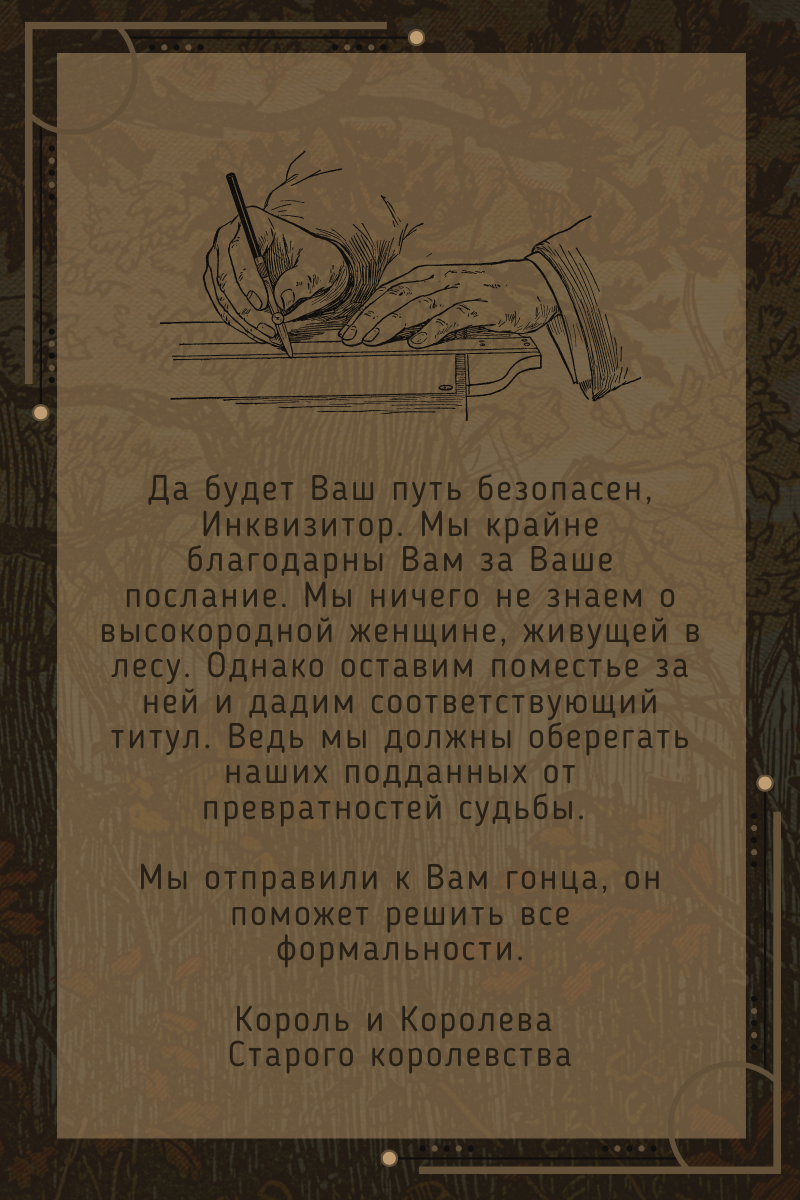 Да будет Ваш путь безопасен,
Инквизитор. Мы крайне
благодарны Вам за Ваше
послание. Мы ничего не знаем о
высокородной женщине, живущей в
лесу. Однако оставим поместье за
ней и дадим соответствующий
титул. Ведь мы должны оберегать
наших подданных от
превратностей судьбы.
Мы отправили к Вам гонца, он
поможет решить все
формальности.
Король и Королева
Старого королевства